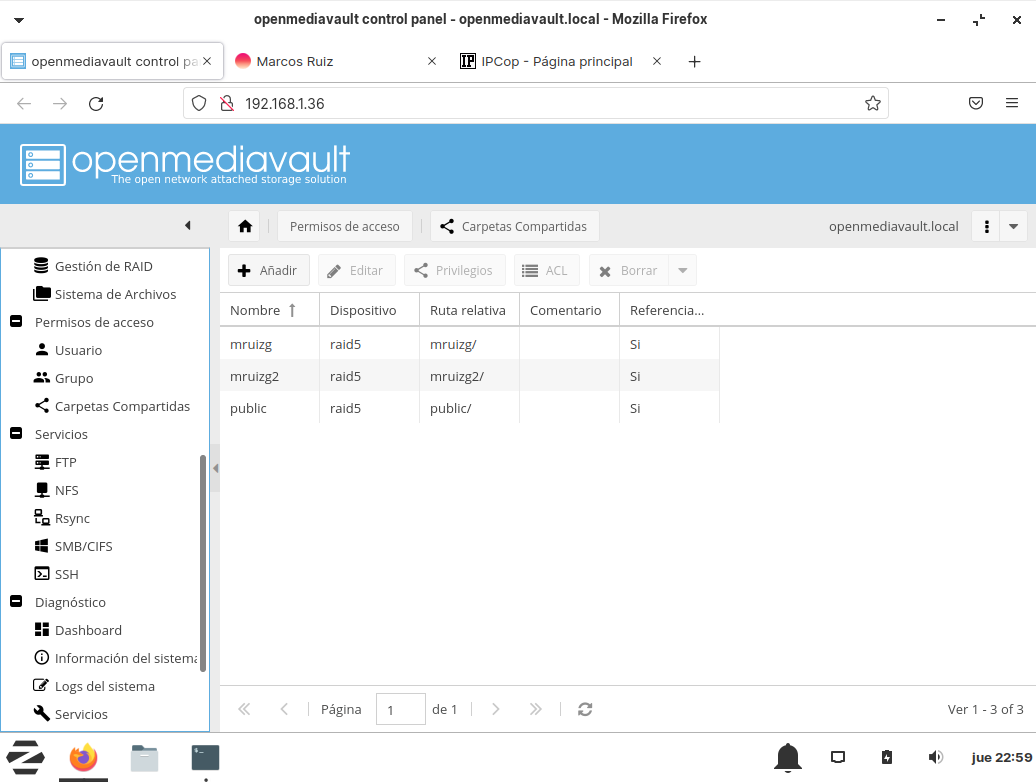 openmediavault control panel - openmediavault.local - Mozilla Firefox
openmediavault control pa
Marcos Ruiz
IPCop - Página principal
192.168.1.36
openmediavault
The open network attached storage solution
Permisos de acceso
Carpetas Compartidas
openmediavault.local
Gestión de RAID
Sistema de Archivos
Permisos de acceso
Usuario
Grupo
Carpetas Compartidas
Servicios
FTP
NFS
Rsync
SMB/CIFS
SSH
Diagnóstico
Dashboard
Información del sistema
Logs del sistema
Servicios
Añadir Editar Privilegios ACL Borrar
Nombre Dispositivo Ruta relativa Comentario Referencia...
mruizg raid5 mruizg/ Si
mruizg2 raid5 mruizg2/ Si
public raid5 public/ Si
Página 1 de 1
Ver 1 - 3 of 3
jue 22:59